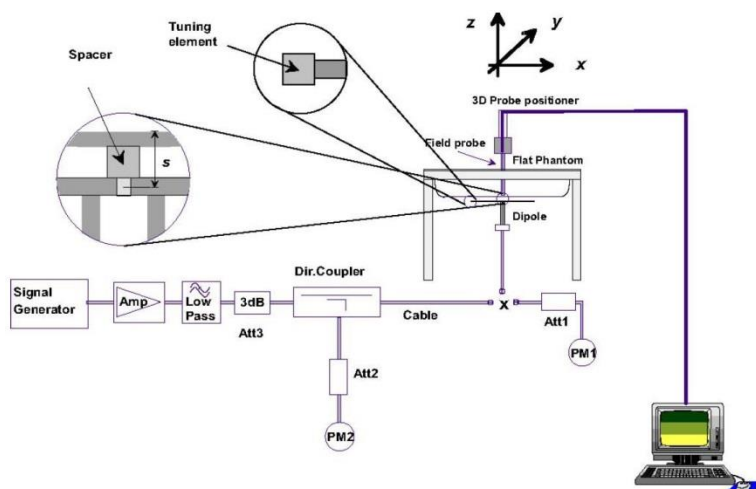 Tuning
element
Spacer
z
y
x
3D Probe positioner
Field probe
Flat Phantom
s
Dipole
Dir.Coupler
Signal
Generator
Amp
Low
Pass
3dB
Att3
Cable
x
Att1
PM1
Att2
PM2